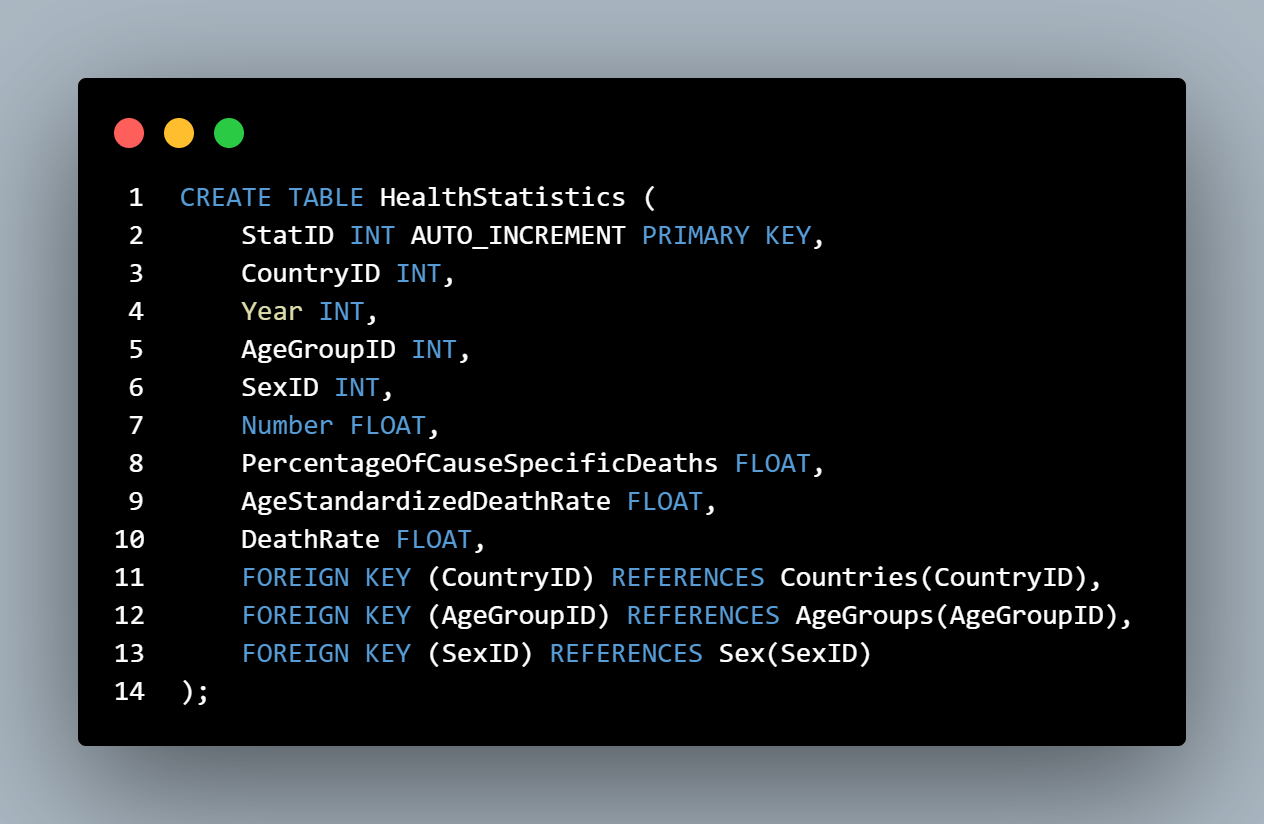 1 CREATE TABLE HealthStatistics (
2     StatID INT AUTO_INCREMENT PRIMARY KEY,
3     CountryID INT,
4     Year INT,
5     AgeGroupID INT,
6     SexID INT,
7     Number FLOAT,
8     PercentageOfCauseSpecificDeaths FLOAT,
9     AgeStandardizedDeathRate FLOAT,
10     DeathRate FLOAT,
11     FOREIGN KEY (CountryID) REFERENCES Countries(CountryID),
12     FOREIGN KEY (AgeGroupID) REFERENCES AgeGroups(AgeGroupID),
13     FOREIGN KEY (SexID) REFERENCES Sex(SexID)
14 );